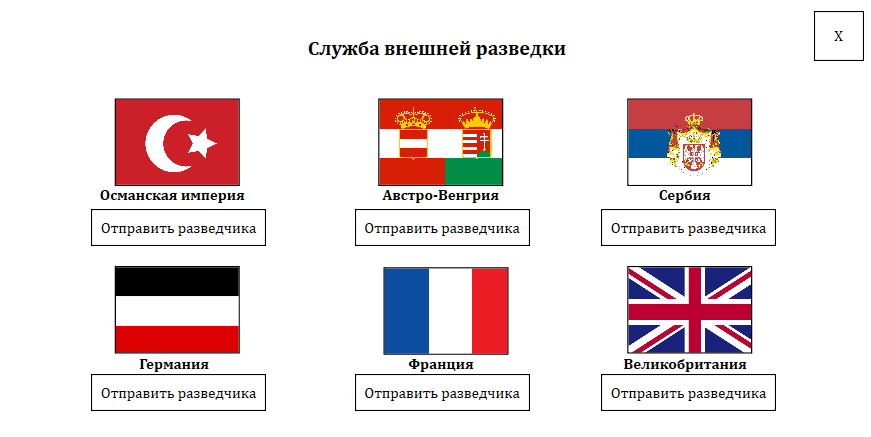 X
Служба внешней разведки
Османская империя
Австро-Венгрия
Сербия
Отправить разведчика
Отправить разведчика
Отправить разведчика
Германия
Франция
Великобритания
Отправить разведчика
Отправить разведчика
Отправить разведчика